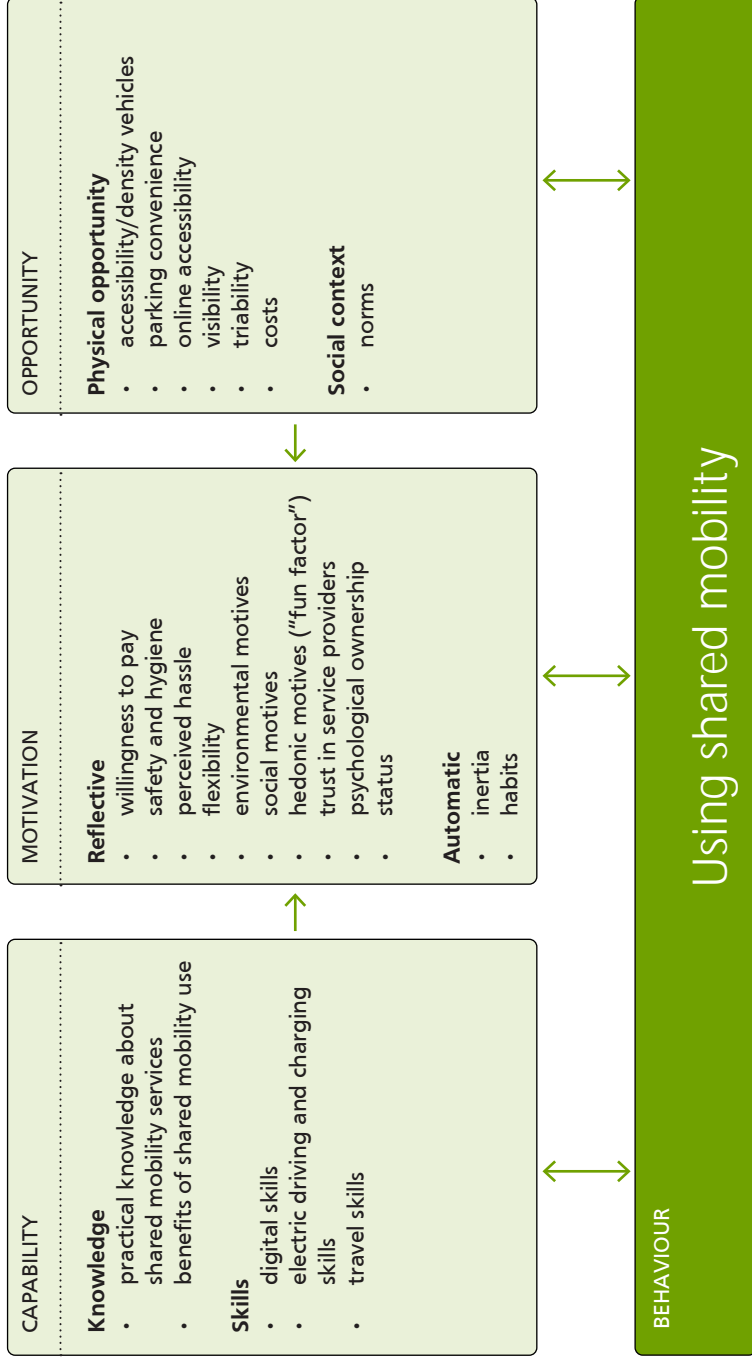 CAPABILITY
Knowledge
• practical knowledge about
shared mobility services
• benefits of shared mobility use
Skills
• digital skills
• electric driving and charging
skills
• travel skills
MOTIVATION
Reflective
• willingness to pay
• safety and hygiene
• perceived hassle
• flexibility
• environmental motives
• social motives
• hedonic motives ("fun factor")
• trust in service providers
• psychological ownership
• status
Automatic
• inertia
• habits
OPPORTUNITY
Physical opportunity
• accessibility/density vehicles
• parking convenience
• online accessibility
• visibility
• triability
• costs
Social context
• norms
BEHAVIOUR
Using shared mobility